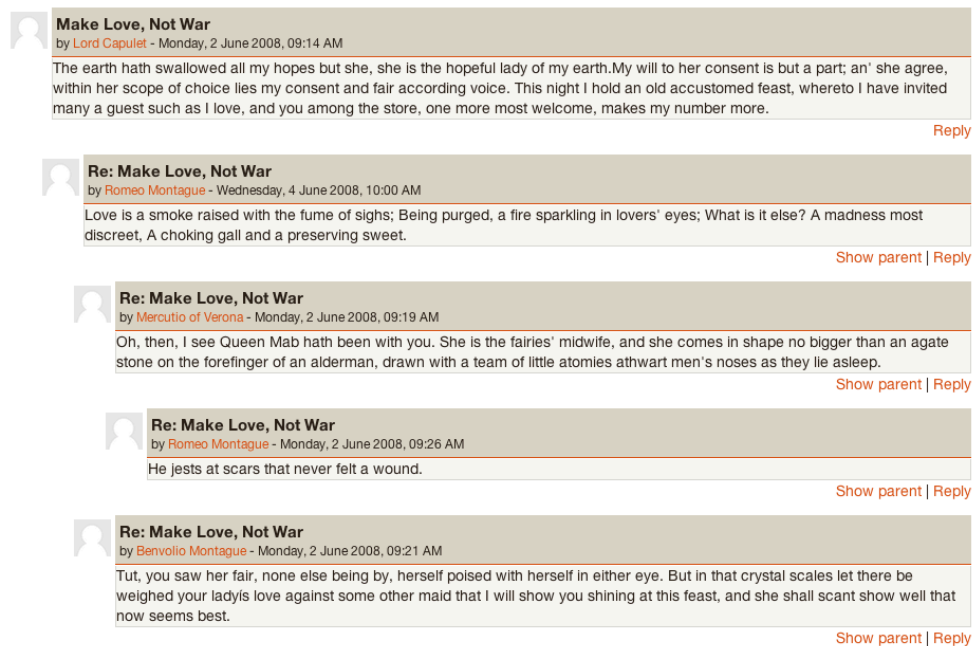 Make Love, Not War
by Lord Capulet - Monday, 2 June 2008, 09:14 AM
The earth hath swallowed all my hopes but she, she is the hopeful lady of my earth.My will to her consent is but a part; an' she agree,
within her scope of choice lies my consent and fair according voice. This night I hold an old accustomed feast, whereto I have invited
many a guest such as I love, and you among the store, one more most welcome, makes my number more.
Reply
Re: Make Love, Not War
by Romeo Montague - Wednesday, 4 June 2008, 10:00 AM
Love is a smoke raised with the fume of sighs; Being purged, a fire sparkling in lovers' eyes; What is it else? A madness most
discreet, A choking gall and a preserving sweet.
Show parent | Reply
Re: Make Love, Not War
by Mercutio of Verona - Monday, 2 June 2008, 09:19 AM
Oh, then, I see Queen Mab hath been with you. She is the fairies' midwife, and she comes in shape no bigger than an agate
stone on the forefinger of an alderman, drawn with a team of little atomies athwart men's noses as they lie asleep.
Show parent | Reply
Re: Make Love, Not War
by Romeo Montague - Monday, 2 June 2008, 09:26 AM
He jests at scars that never felt a wound.
Show parent | Reply
Re: Make Love, Not War
by Benvolio Montague - Monday, 2 June 2008, 09:21 AM
Tut, you saw her fair, none else being by, herself poised with herself in either eye. But in that crystal scales let there be
weighed your ladyís love against some other maid that I will show you shining at this feast, and she shall scant show well that
now seems best.
Show parent | Reply